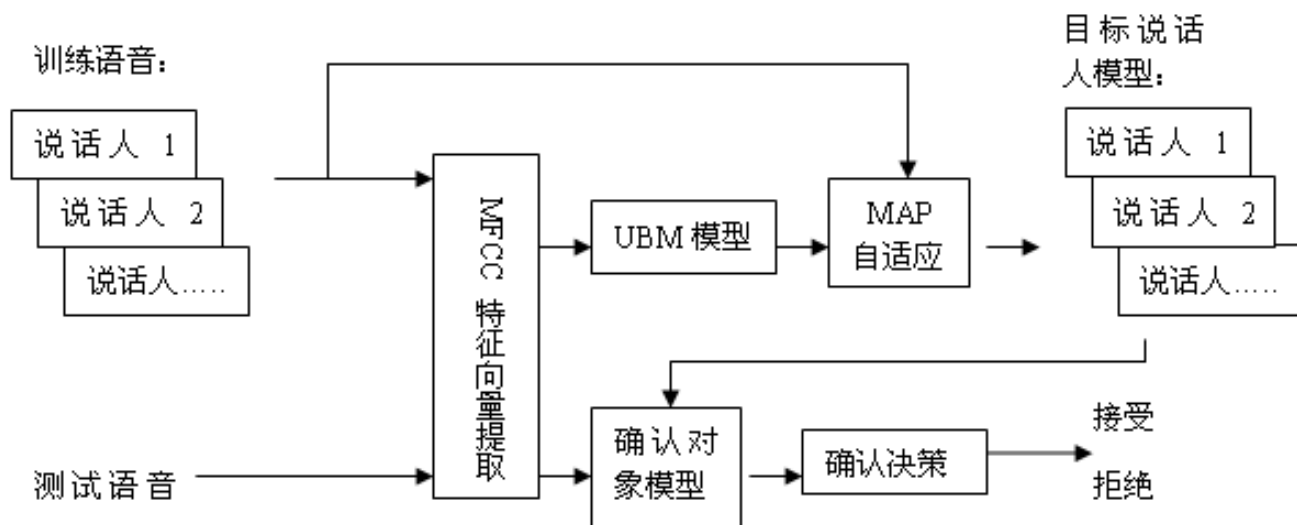 训练语音：
说话人 1
说话人 2
说话人.....
MFCC 特征向量提取
UBM 模型
MAP
自适应
目标说话
人模型：
说话人 1
说话人 2
说话人.....
测试语音
确认对
象模型
确认决策
接受
拒绝